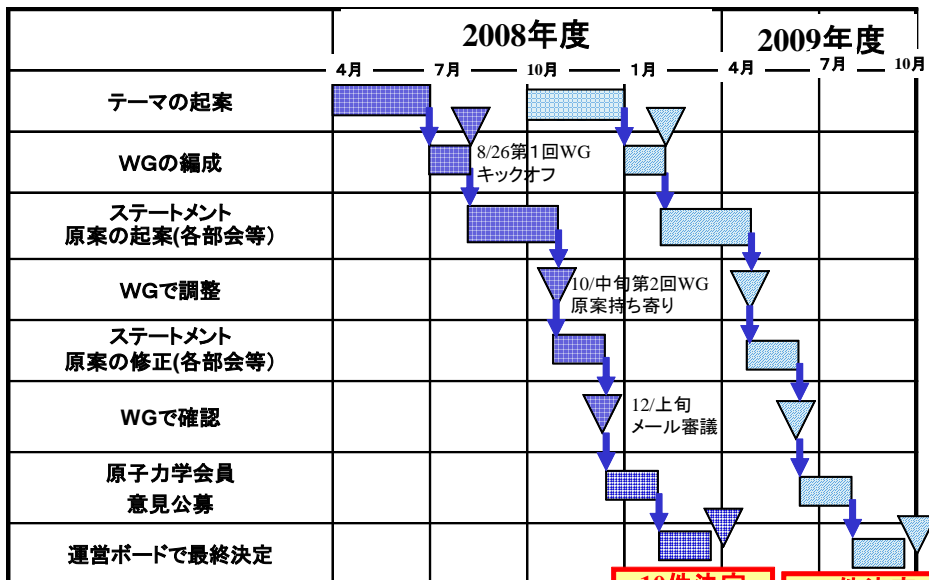 2008年度
2009年度
4月
7月
10月
1月
4月
7月
10月
テーマの起案
WGの編成
8/26第1回WG
キックオフ
ステートメント
原案の起案(各部会等)
WGで調整
10/中旬第2回WG
原案持ち寄り
ステートメント
原案の修正(各部会等)
WGで確認
12/上旬
メール審議
原子力学会員
意見公募
運営ボードで最終決定
10件決定